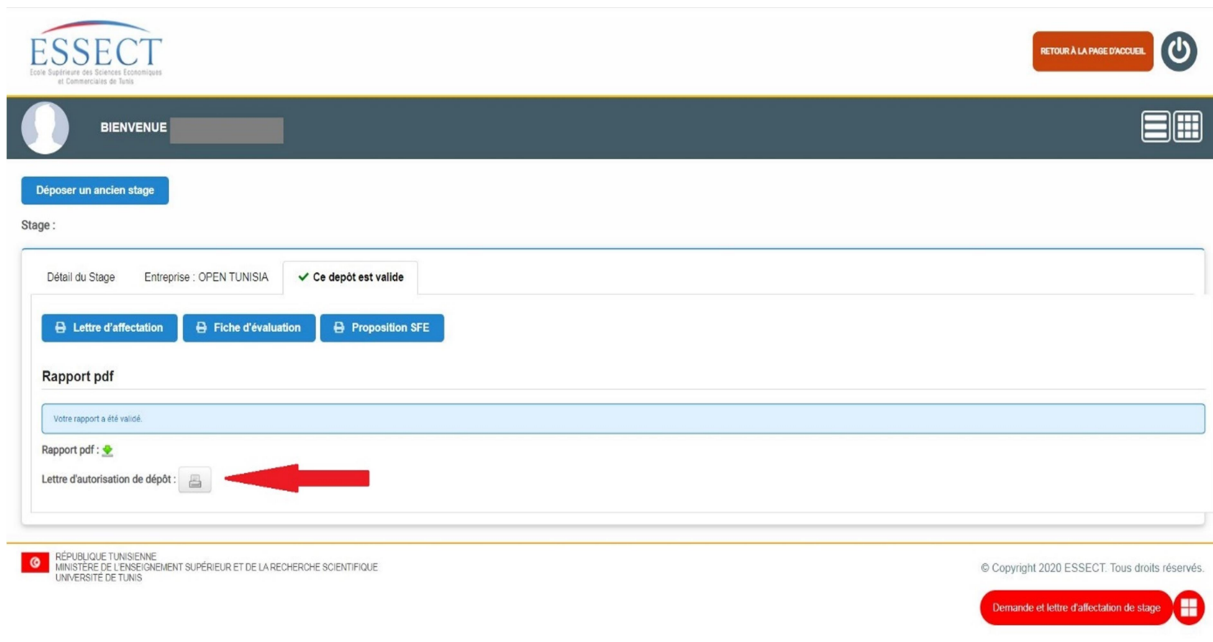 ESSECT
Ecole Supérieure des Sciences Economiques
et Commerciales de Tunis
RETOUR À LA PAGE D'ACCUEIL
BIENVENUE
Déposer un ancien stage
Stage :
Détail du Stage Entreprise : OPEN TUNISIA Ce depôt est valide
Lettre d'affectation Fiche d'évaluation Proposition SFE
Rapport pdf
Votre rapport a été validé.
Rapport pdf :
Lettre d'autorisation de dépôt :
RÉPUBLIQUE TUNISIENNE
MINISTÈRE DE L'ENSEIGNEMENT SUPÉRIEUR ET DE LA RECHERCHE SCIENTIFIQUE
UNIVERSITÉ DE TUNIS
© Copyright 2020 ESSECT. Tous droits réservés.
Demande et lettre d'affectation de stage